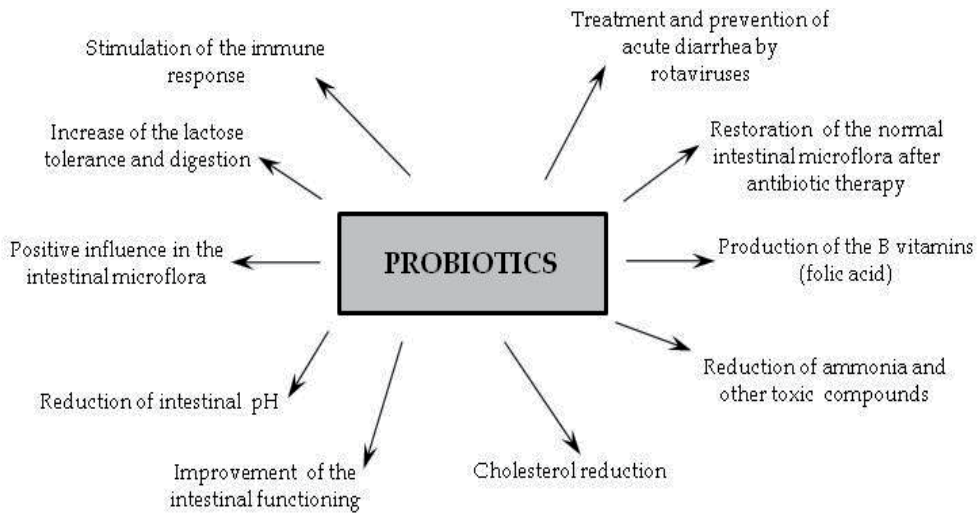 Stimulation of the immune
response
Treatment and prevention of
acute diarrhea by
rotaviruses
Increase of the lactose
tolerance and digestion
Restoration of the normal
intestinal microflora after
antibiotic therapy
Positive influence in the
intestinal microflora
PROBIOTICS
Production of the B vitamins
(folic acid)
Reduction of intestinal pH
Reduction of ammonia and
other toxic compounds
Improvement of the
intestinal functioning
Cholesterol reduction